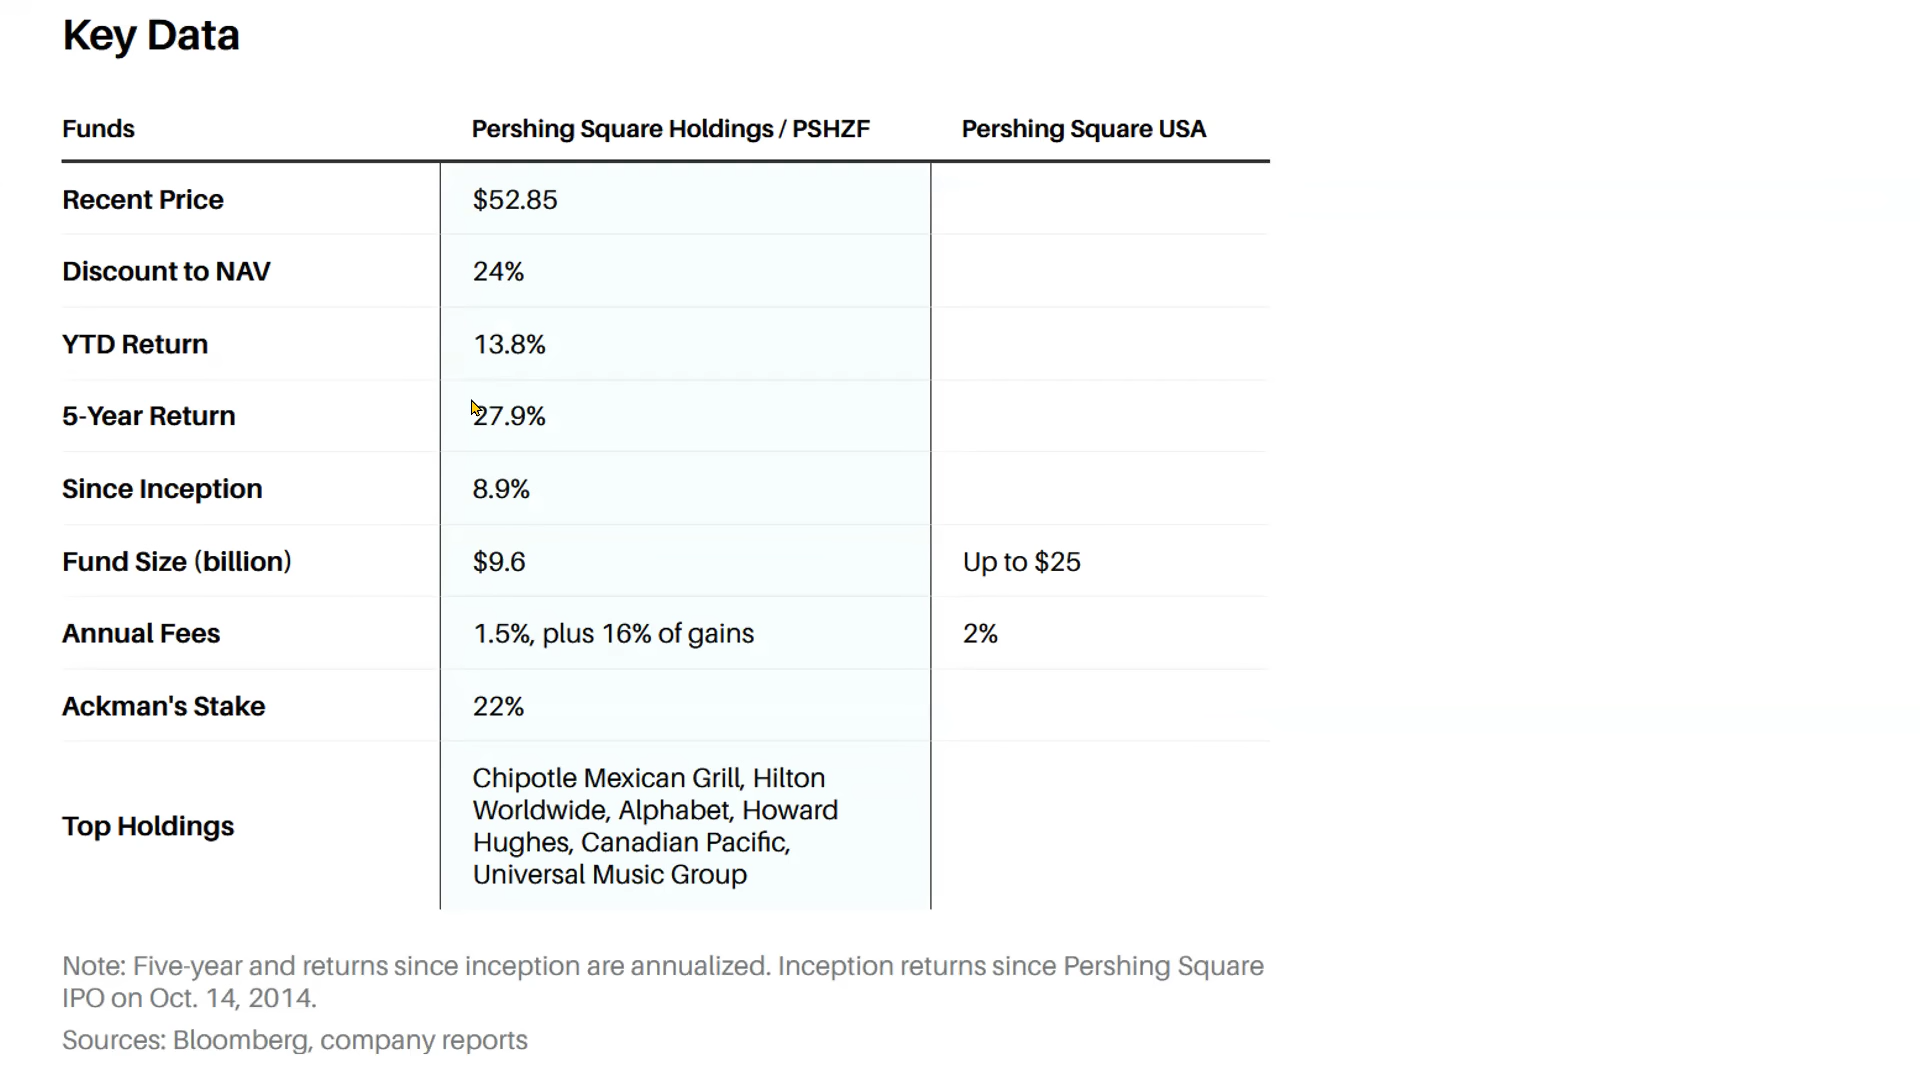 Key Data
Funds Pershing Square Holdings / PSHZF Pershing Square USA
Recent Price $52.85
Discount to NAV 24%
YTD Return 13.8%
5-Year Return 27.9%
Since Inception 8.9%
Fund Size (billion) $9.6 Up to $25
Annual Fees 1.5%, plus 16% of gains 2%
Ackman's Stake 22%
Top Holdings
Chipotle Mexican Grill, Hilton
Worldwide, Alphabet, Howard
Hughes, Canadian Pacific,
Universal Music Group
Note: Five-year and returns since inception are annualized. Inception returns since Pershing Square
IPO on Oct. 14, 2014.
Sources: Bloomberg, company reports